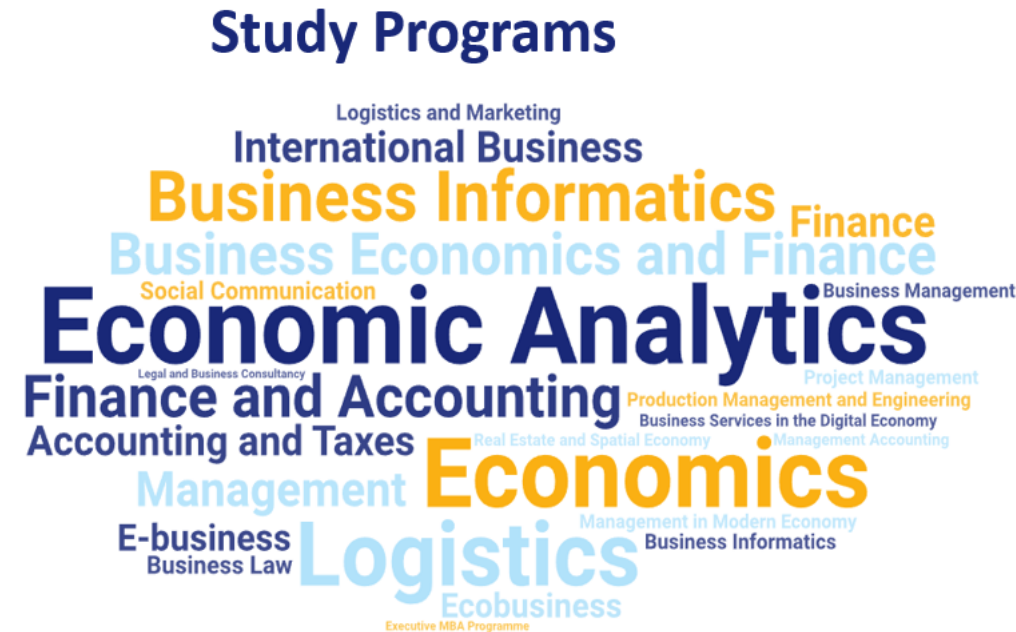 Study Programs
Logistics and Marketing
International Business
Business Informatics
Finance
Business Economics and Finance
Social Communication
Business Management
Economic Analytics
Legal and Business Consultancy
Project Management
Finance and Accounting
Production Management and Engineering
Business Services in the Digital Economy
Accounting and Taxes
Real Estate and Spatial Economy
Management Accounting
Economics
Management
Management in Modern Economy
E-business
Business Informatics
Logistics
Business Law
Ecobusiness
Executive MBA Programme